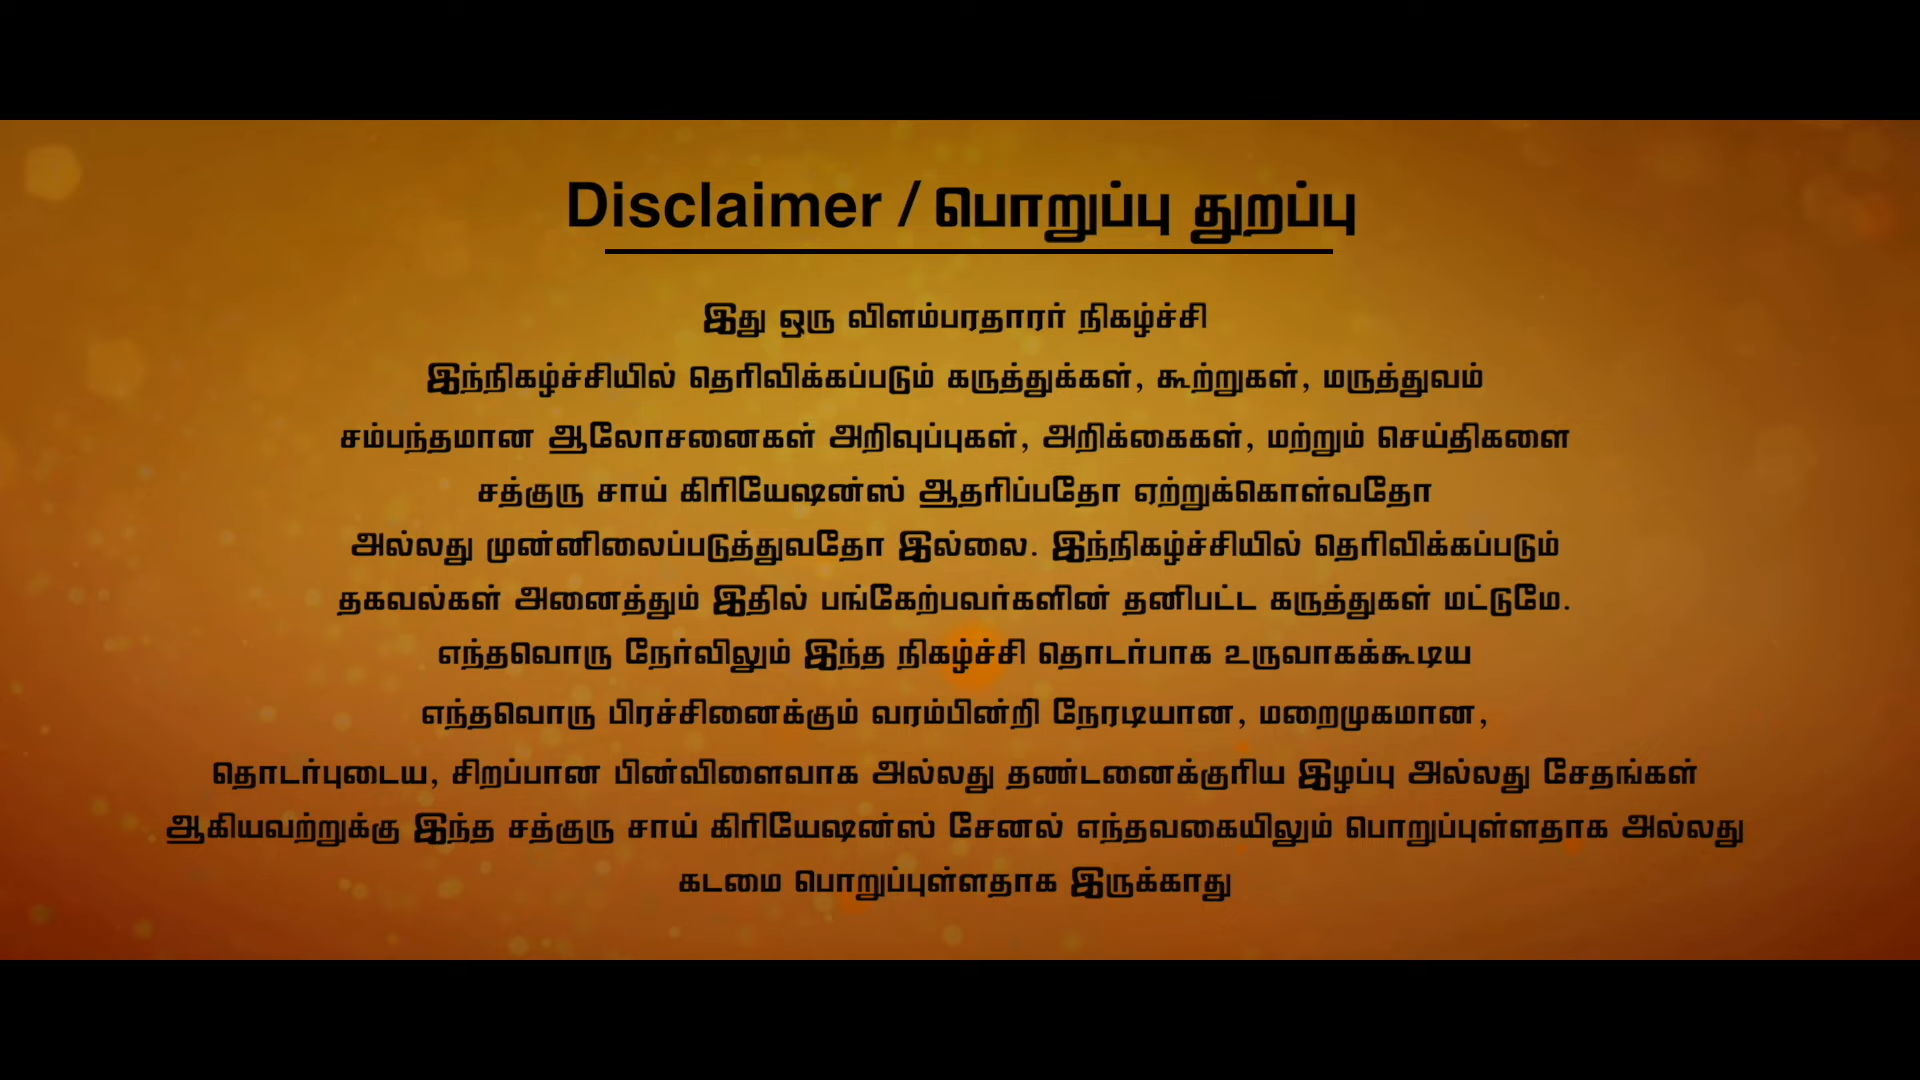 Disclaimer / பொறுப்பு துறப்பு
இது ஒரு விளம்பரதாரர் நிகழ்ச்சி
இந்நிகழ்ச்சியில் தெரிவிக்கப்படும் கருத்துக்கள், கூற்றுகள், மருத்துவம்
சம்பந்தமான ஆலோசனைகள் அறிவுப்புகள், அறிக்கைகள், மற்றும் செய்திகளை
சத்குரு சாய் கிரியேஷன்ஸ் ஆதரிப்பதோ ஏற்றுக்கொள்வதோ
அல்லது முன்னிலைப்படுத்துவதோ இல்லை. இந்நிகழ்ச்சியில் தெரிவிக்கப்படும்
தகவல்கள் அனைத்தும் இதில் பங்கேற்பவர்களின் தனிபட்ட கருத்துகள் மட்டுமே.
எந்தவொரு நேர்விலும் இந்த நிகழ்ச்சி தொடர்பாக உருவாகக்கூடிய
எந்தவொரு பிரச்சினைக்கும் வரம்பின்றி நேரடியான, மறைமுகமான,
தொடர்புடைய, சிறப்பான பின்விளைவாக அல்லது தண்டனைக்குரிய இழப்பு அல்லது சேதங்கள்
ஆகியவற்றுக்கு இந்த சத்குரு சாய் கிரியேஷன்ஸ் சேனல் எந்தவகையிலும் பொறுப்புள்ளதாக அல்லது
கடமை பொறுப்புள்ளதாக இருக்காது